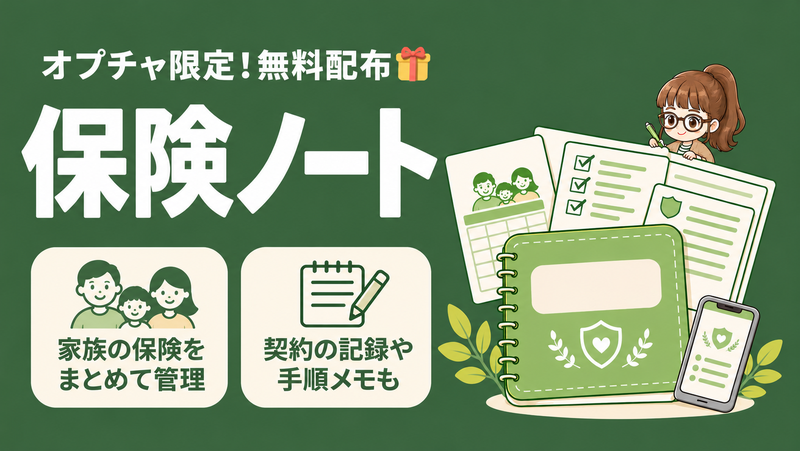 オプチャ限定！無料配布🎁
保険ノート
家族の保険を
まとめて管理
契約の記録や
手順メモも